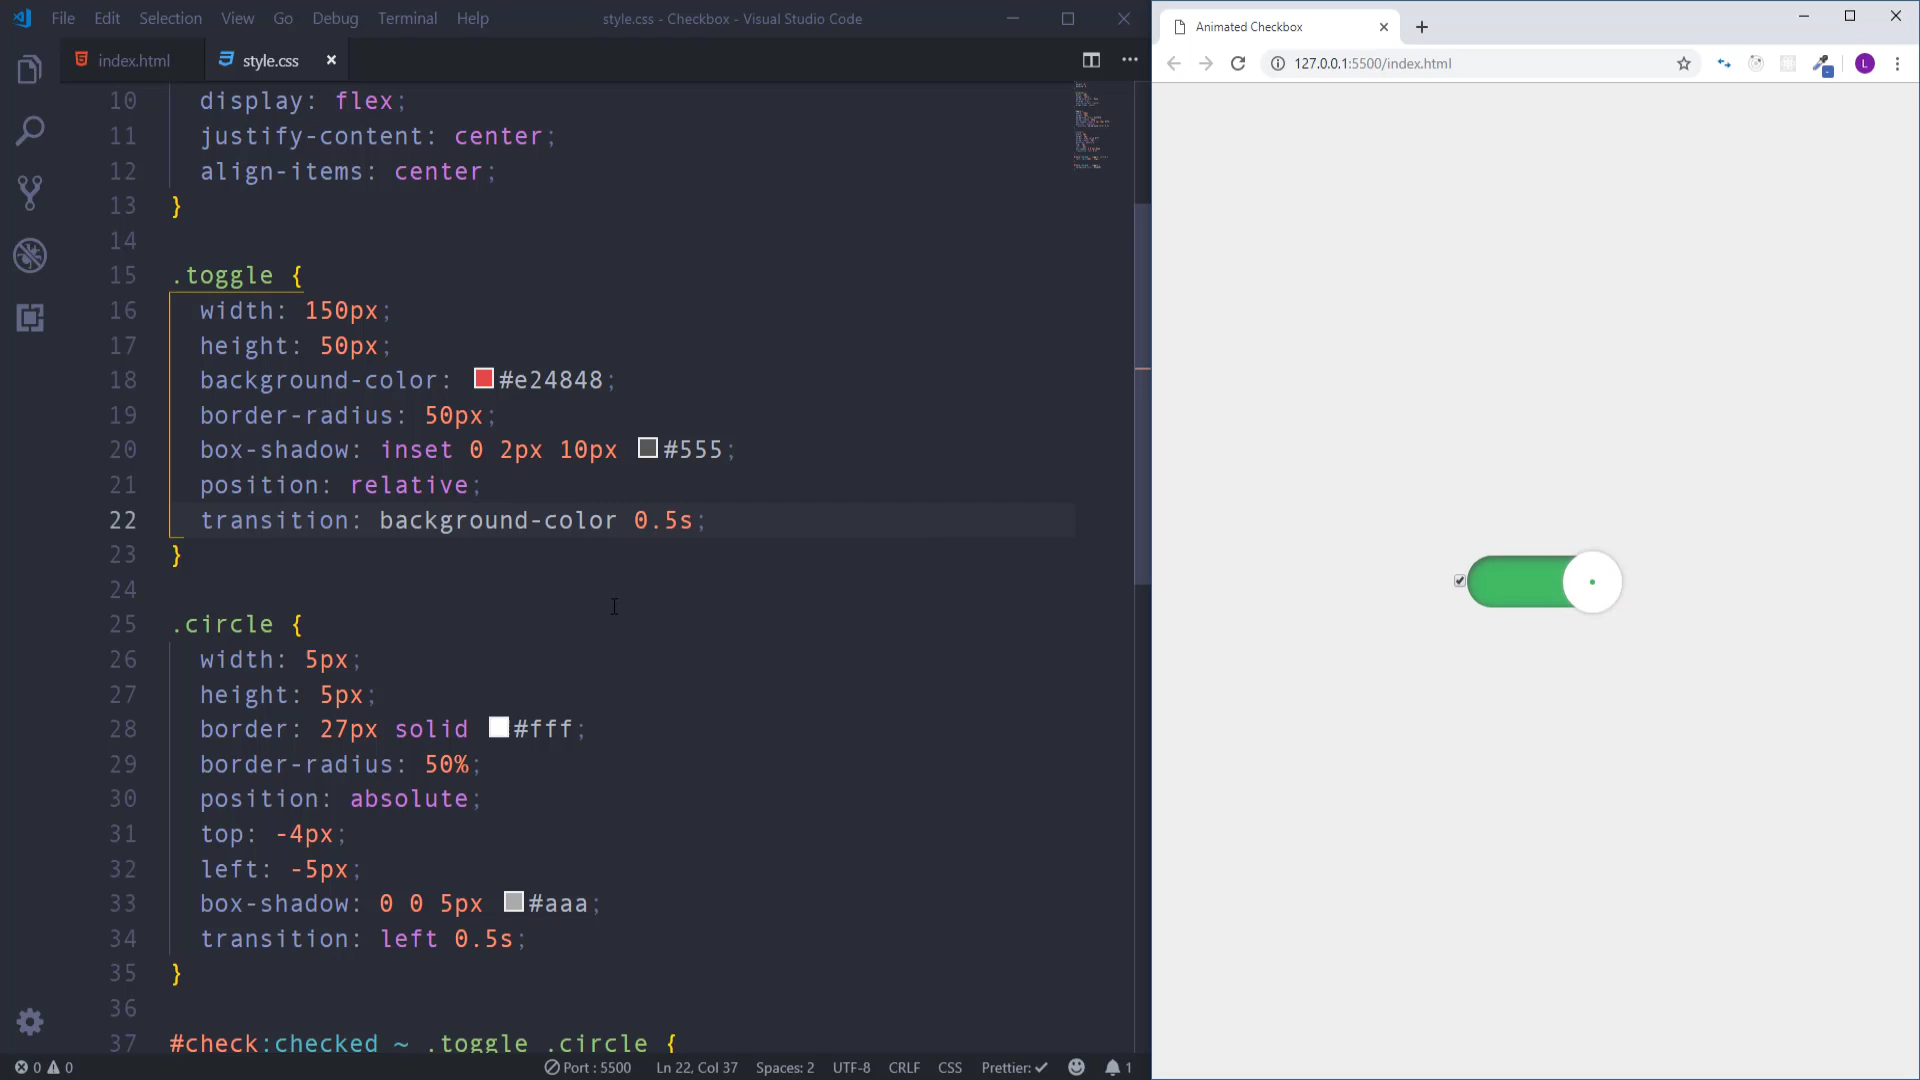 File Edit Selection View Go Debug Terminal Help
style.css - Checkbox - Visual Studio Code
index.html
style.css
10 display: flex;
11 justify-content: center;
12 align-items: center;
13 }
14
15 .toggle {
16 width: 150px;
17 height: 50px;
18 background-color: #e24848;
19 border-radius: 50px;
20 box-shadow: inset 0 2px 10px #555;
21 position: relative;
22 transition: background-color 0.5s;
23 }
24
25 .circle {
26 width: 5px;
27 height: 5px;
28 border: 27px solid #fff;
29 border-radius: 50%;
30 position: absolute;
31 top: -4px;
32 left: -5px;
33 box-shadow: 0 0 5px #aaa;
34 transition: left 0.5s;
35 }
36
37 #check:checked ~ .toggle .circle {
0 0
Port : 5500 Ln 22, Col 37 Spaces: 2 UTF-8 CRLF CSS Prettier: 1
Animated Checkbox
127.0.0.1:5500/index.html
L